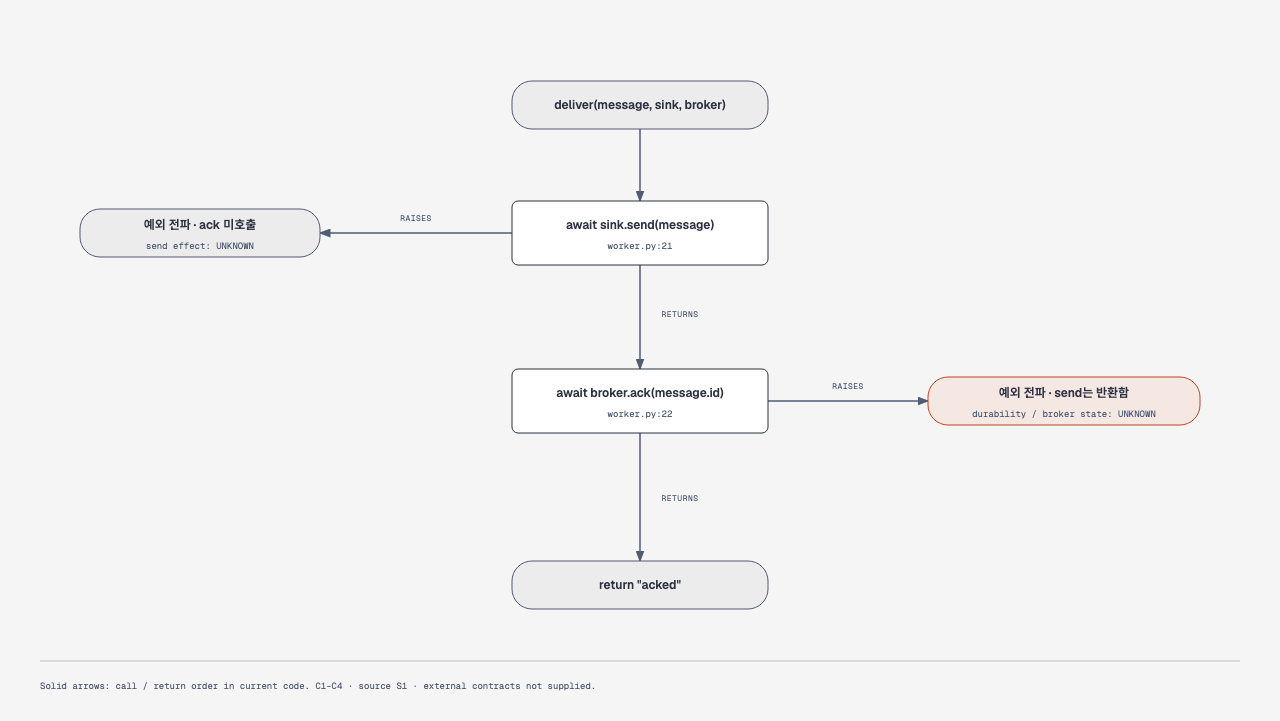 deliver(message, sink, broker)
예외 전파 · ack 미호출
send effect: UNKNOWN
RAISES
await sink.send(message)
worker.py:21
RETURNS
await broker.ack(message.id)
worker.py:22
RAISES
예외 전파 · send는 반환함
durability / broker state: UNKNOWN
RETURNS
return "acked"
Solid arrows: call / return order in current code. C1–C4 · source S1 · external contracts not supplied.